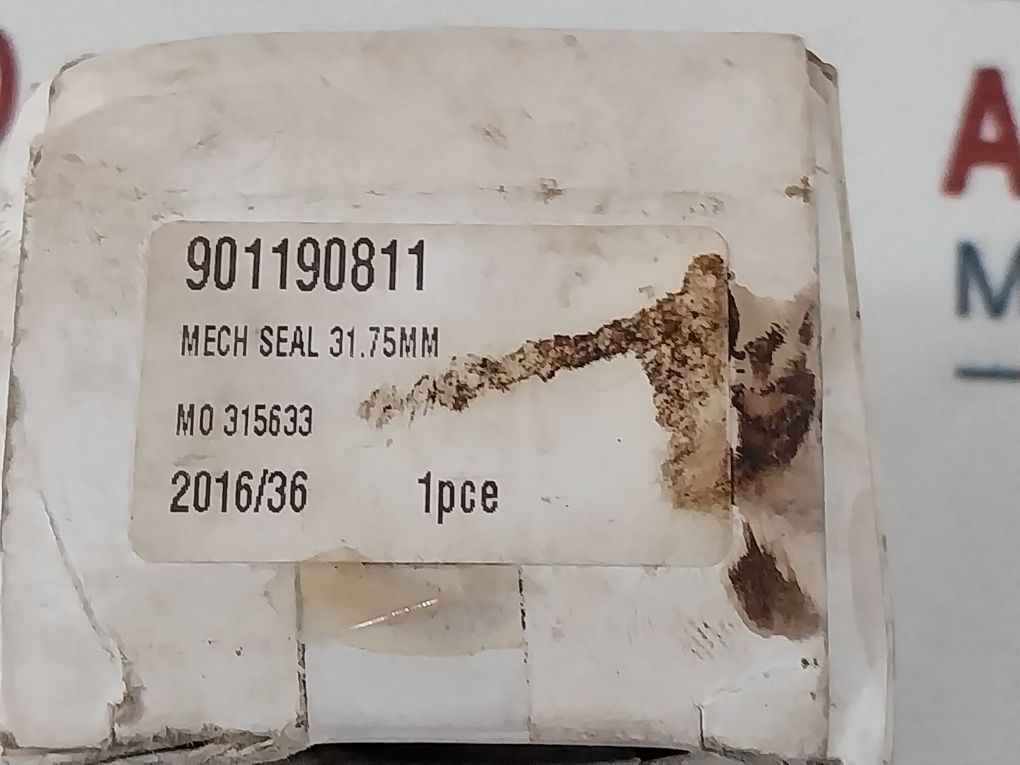 901190811
MECH SEAL 31.75MM
MO 315633
2016/36 1pce
A
M